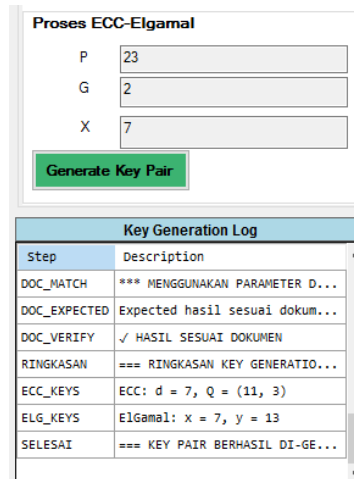 Proses ECC-Elgamal
P 23
G 2
X 7
Generate Key Pair
Key Generation Log
Step Description
DOC_MATCH *** MENGGUNAKAN PARAMETER D...
DOC_EXPECTED Expected hasil sesuai dokum...
DOC_VERIFY ✓ HASIL SESUAI DOKUMEN
RINGKASAN === RINGKASAN KEY GENERATIO...
ECC_KEYS ECC: d = 7, Q = (11, 3)
ELG_KEYS ElGamal: x = 7, y = 13
SELESAI === KEY PAIR BERHASIL DI-GE...